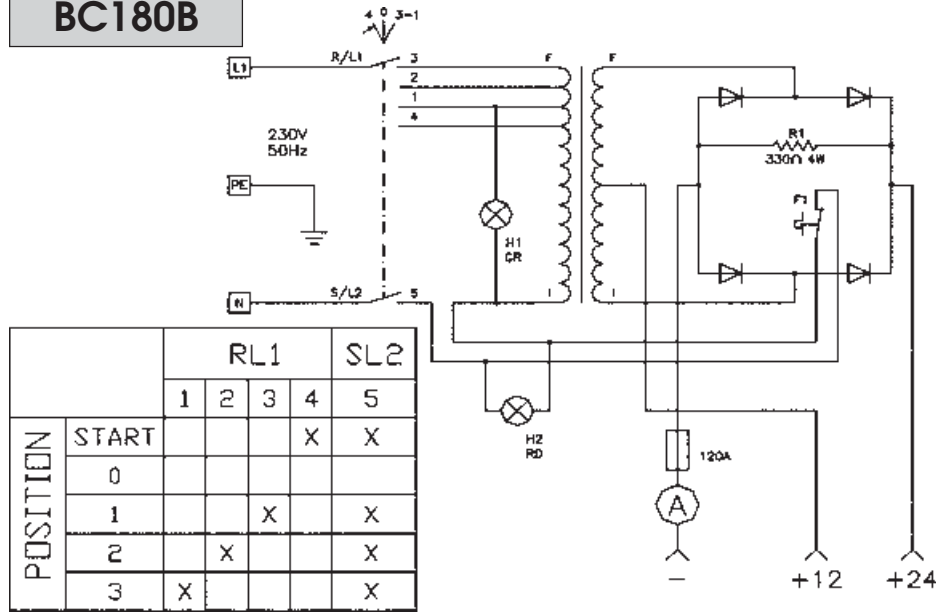 BC180B
4 0 3-1
L1
R/L1
3
2
1
4
F
F
230V
50Hz
R1
330Ω 4W
PE
F1
H1
GR
N
S/L2
5
I
I
H2
RD
120A
A
−
+12
+24
RL1 SL2
1 2 3 4 5
POSITION
START X X
0
1 X X
2 X X
3 X X